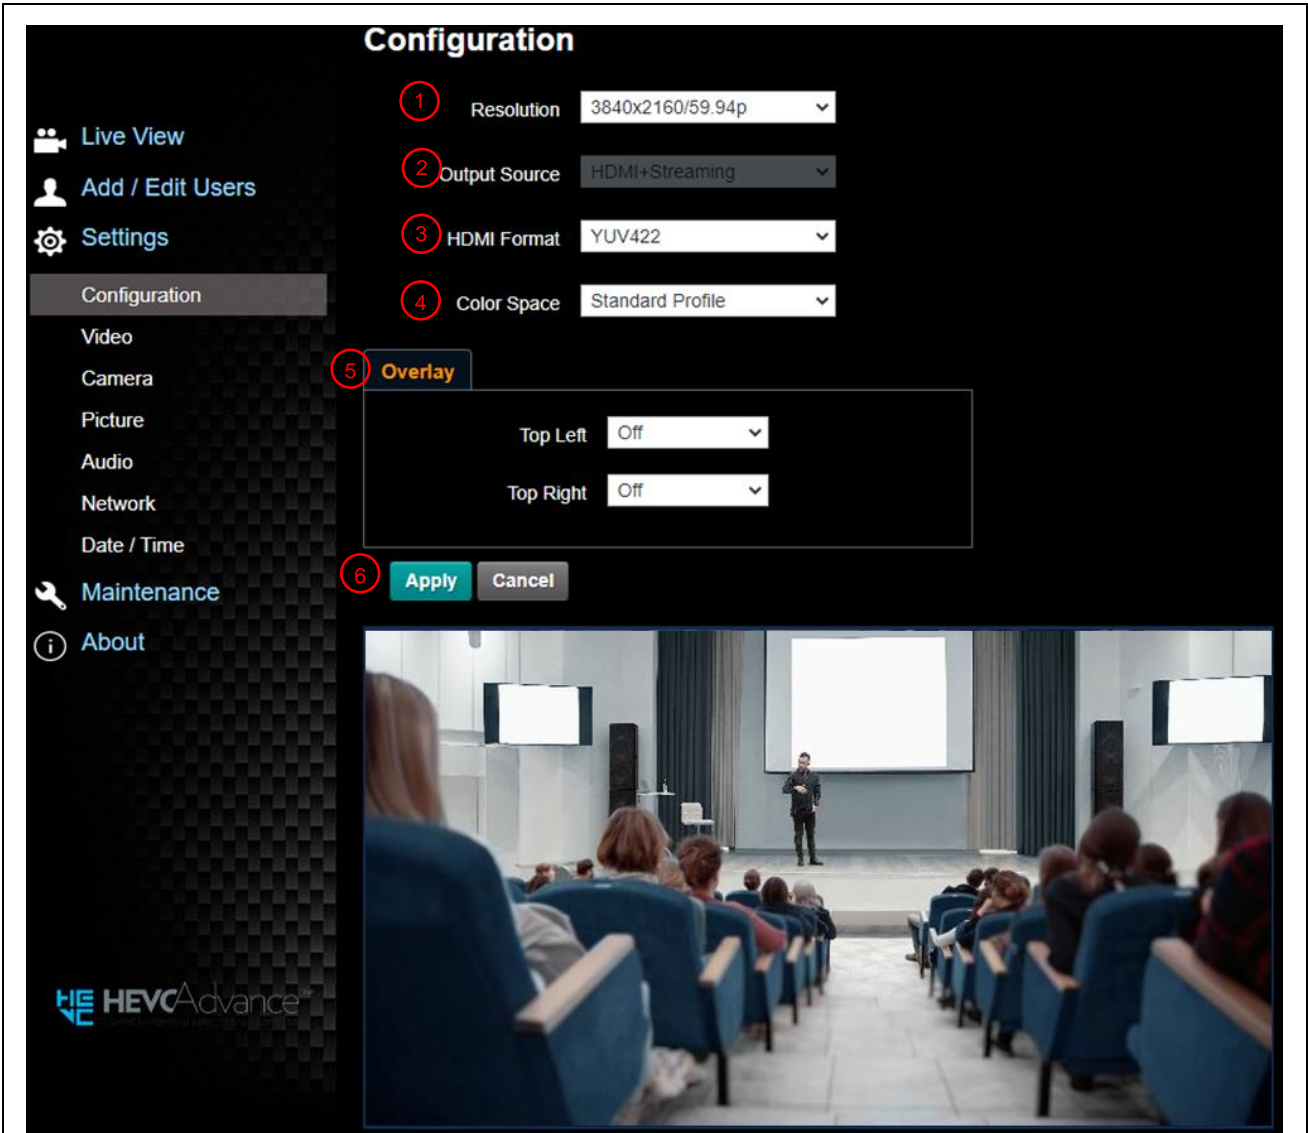 Configuration
1 Resolution 3840x2160/59.94p
2 Output Source HDMI+Streaming
3 HDMI Format YUV422
4 Color Space Standard Profile
5 Overlay
Top Left Off
Top Right Off
6 Apply Cancel
Live View
Add / Edit Users
Settings
Configuration
Video
Camera
Picture
Audio
Network
Date / Time
Maintenance
About
HEVC HEVCAdvance™